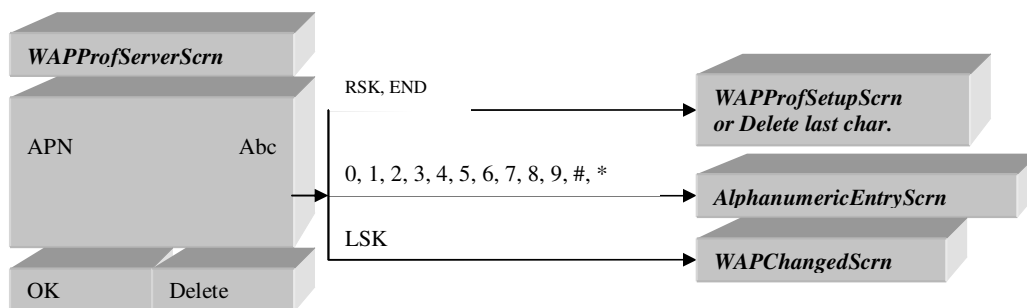 WAPProfServerScrn
APN Abc
OK Delete
RSK, END
WAPProfSetupScrn
or Delete last char.
0, 1, 2, 3, 4, 5, 6, 7, 8, 9, #, *
AlphanumericEntryScrn
LSK
WAPChangedScrn